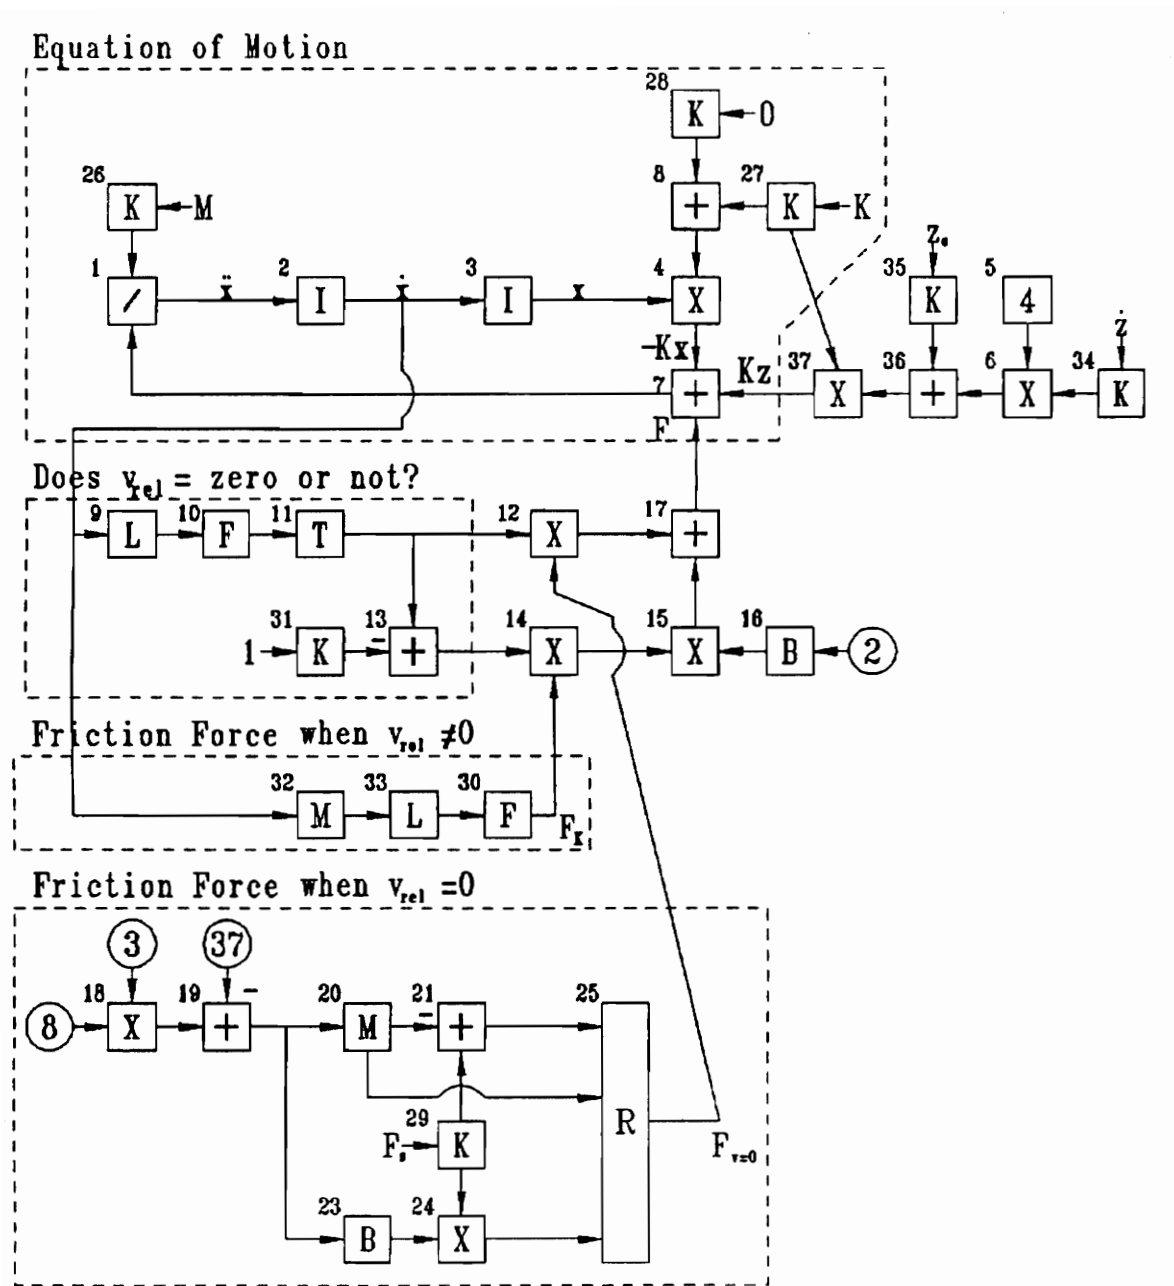 Equation of Motion
28
K
0
26
K
M
8
+
27
K
K
1
/
ẍ
2
I
ẋ
3
I
x
4
X
Z₀
35
K
5
4
ż
-Kx
7
+
F
Kz
37
X
36
+
6
X
34
K
Does v_rel = zero or not?
9
L
10
F
11
T
12
X
17
+
1
31
K
13
-
+
14
X
15
X
16
B
2
Friction Force when v_rel ≠0
32
M
33
L
30
F
F_K
Friction Force when v_rel =0
3
37
8
18
X
19
-
+
20
M
21
-
+
25
R
F_s
29
K
F_v=0
23
B
24
X